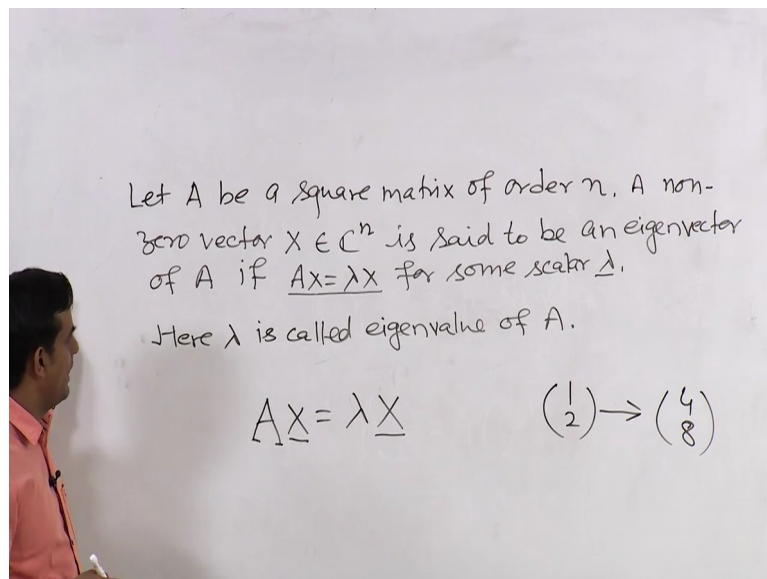 Let A be a square matrix of order n. A non-
zero vector X ∈ ℂⁿ is said to be an eigenvector
of A if AX=λX for some scalar λ.
Here λ is called eigenvalue of A.
AX = λX (1 2) → (4 8)